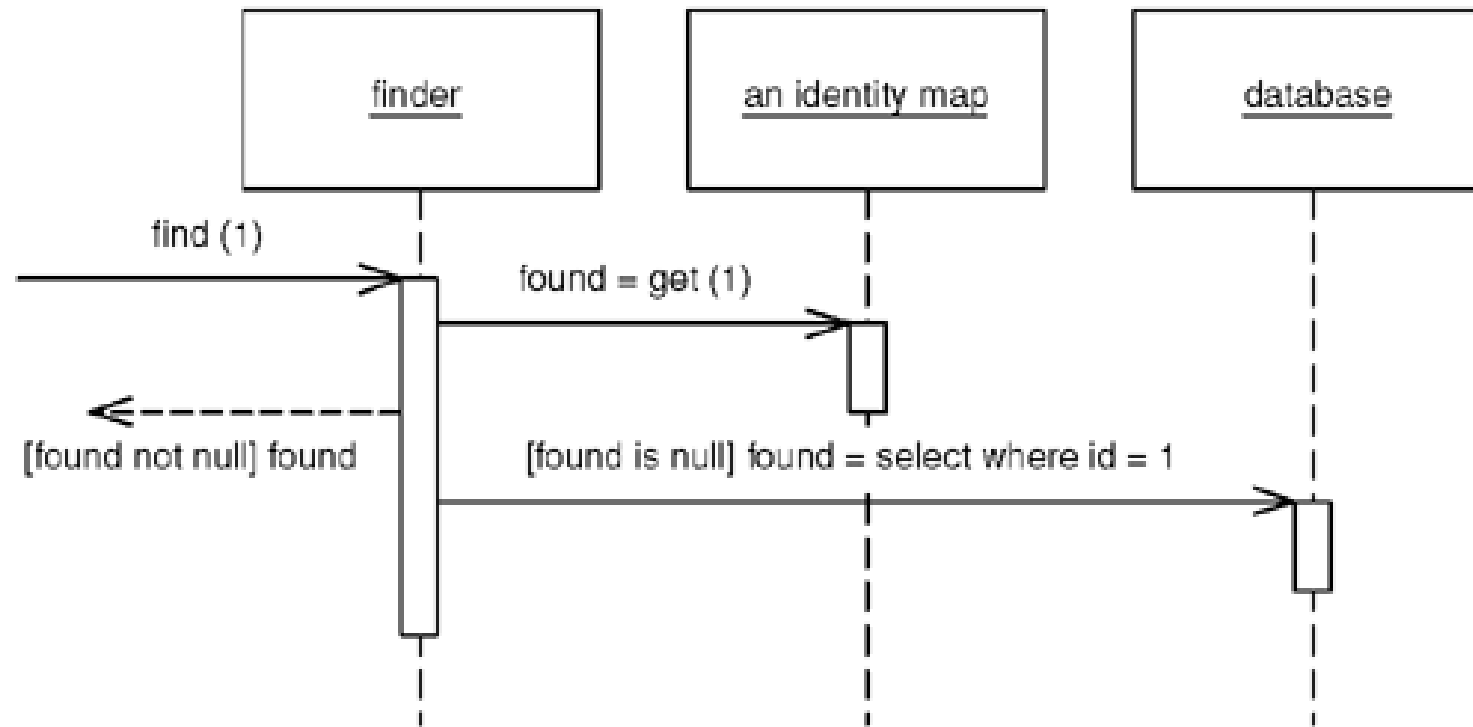 finder
an identity map
database
find (1)
found = get (1)
[found not null] found
[found is null] found = select where id = 1